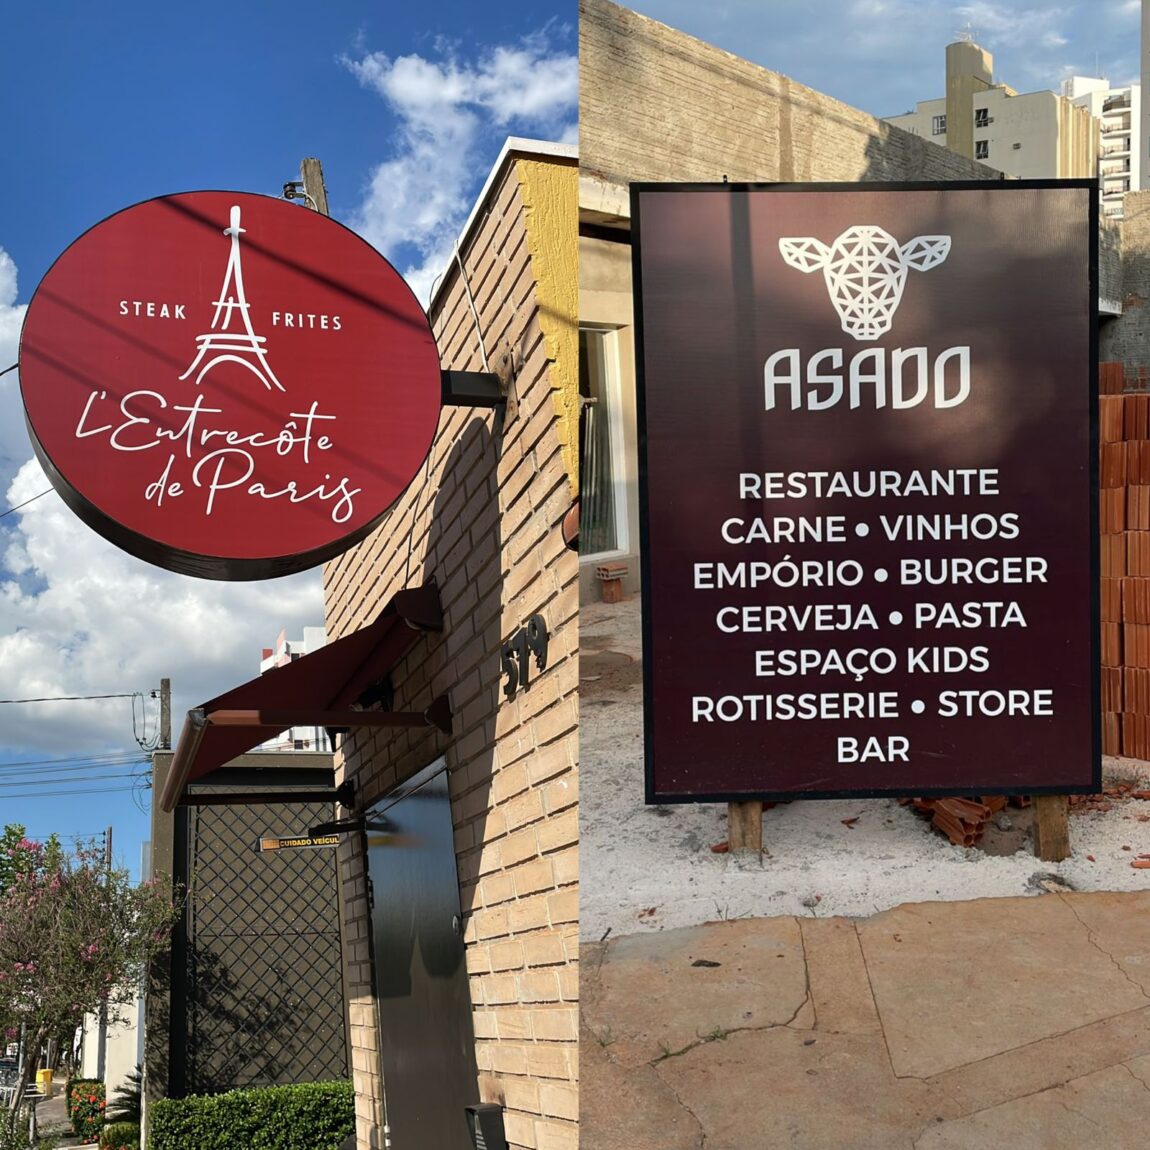 STEAK FRITES
L'Entrecôte
de Paris
519
CUIDADO VEÍCUL
ASADO
RESTAURANTE
CARNE • VINHOS
EMPÓRIO • BURGER
CERVEJA • PASTA
ESPAÇO KIDS
ROTISSERIE • STORE
BAR